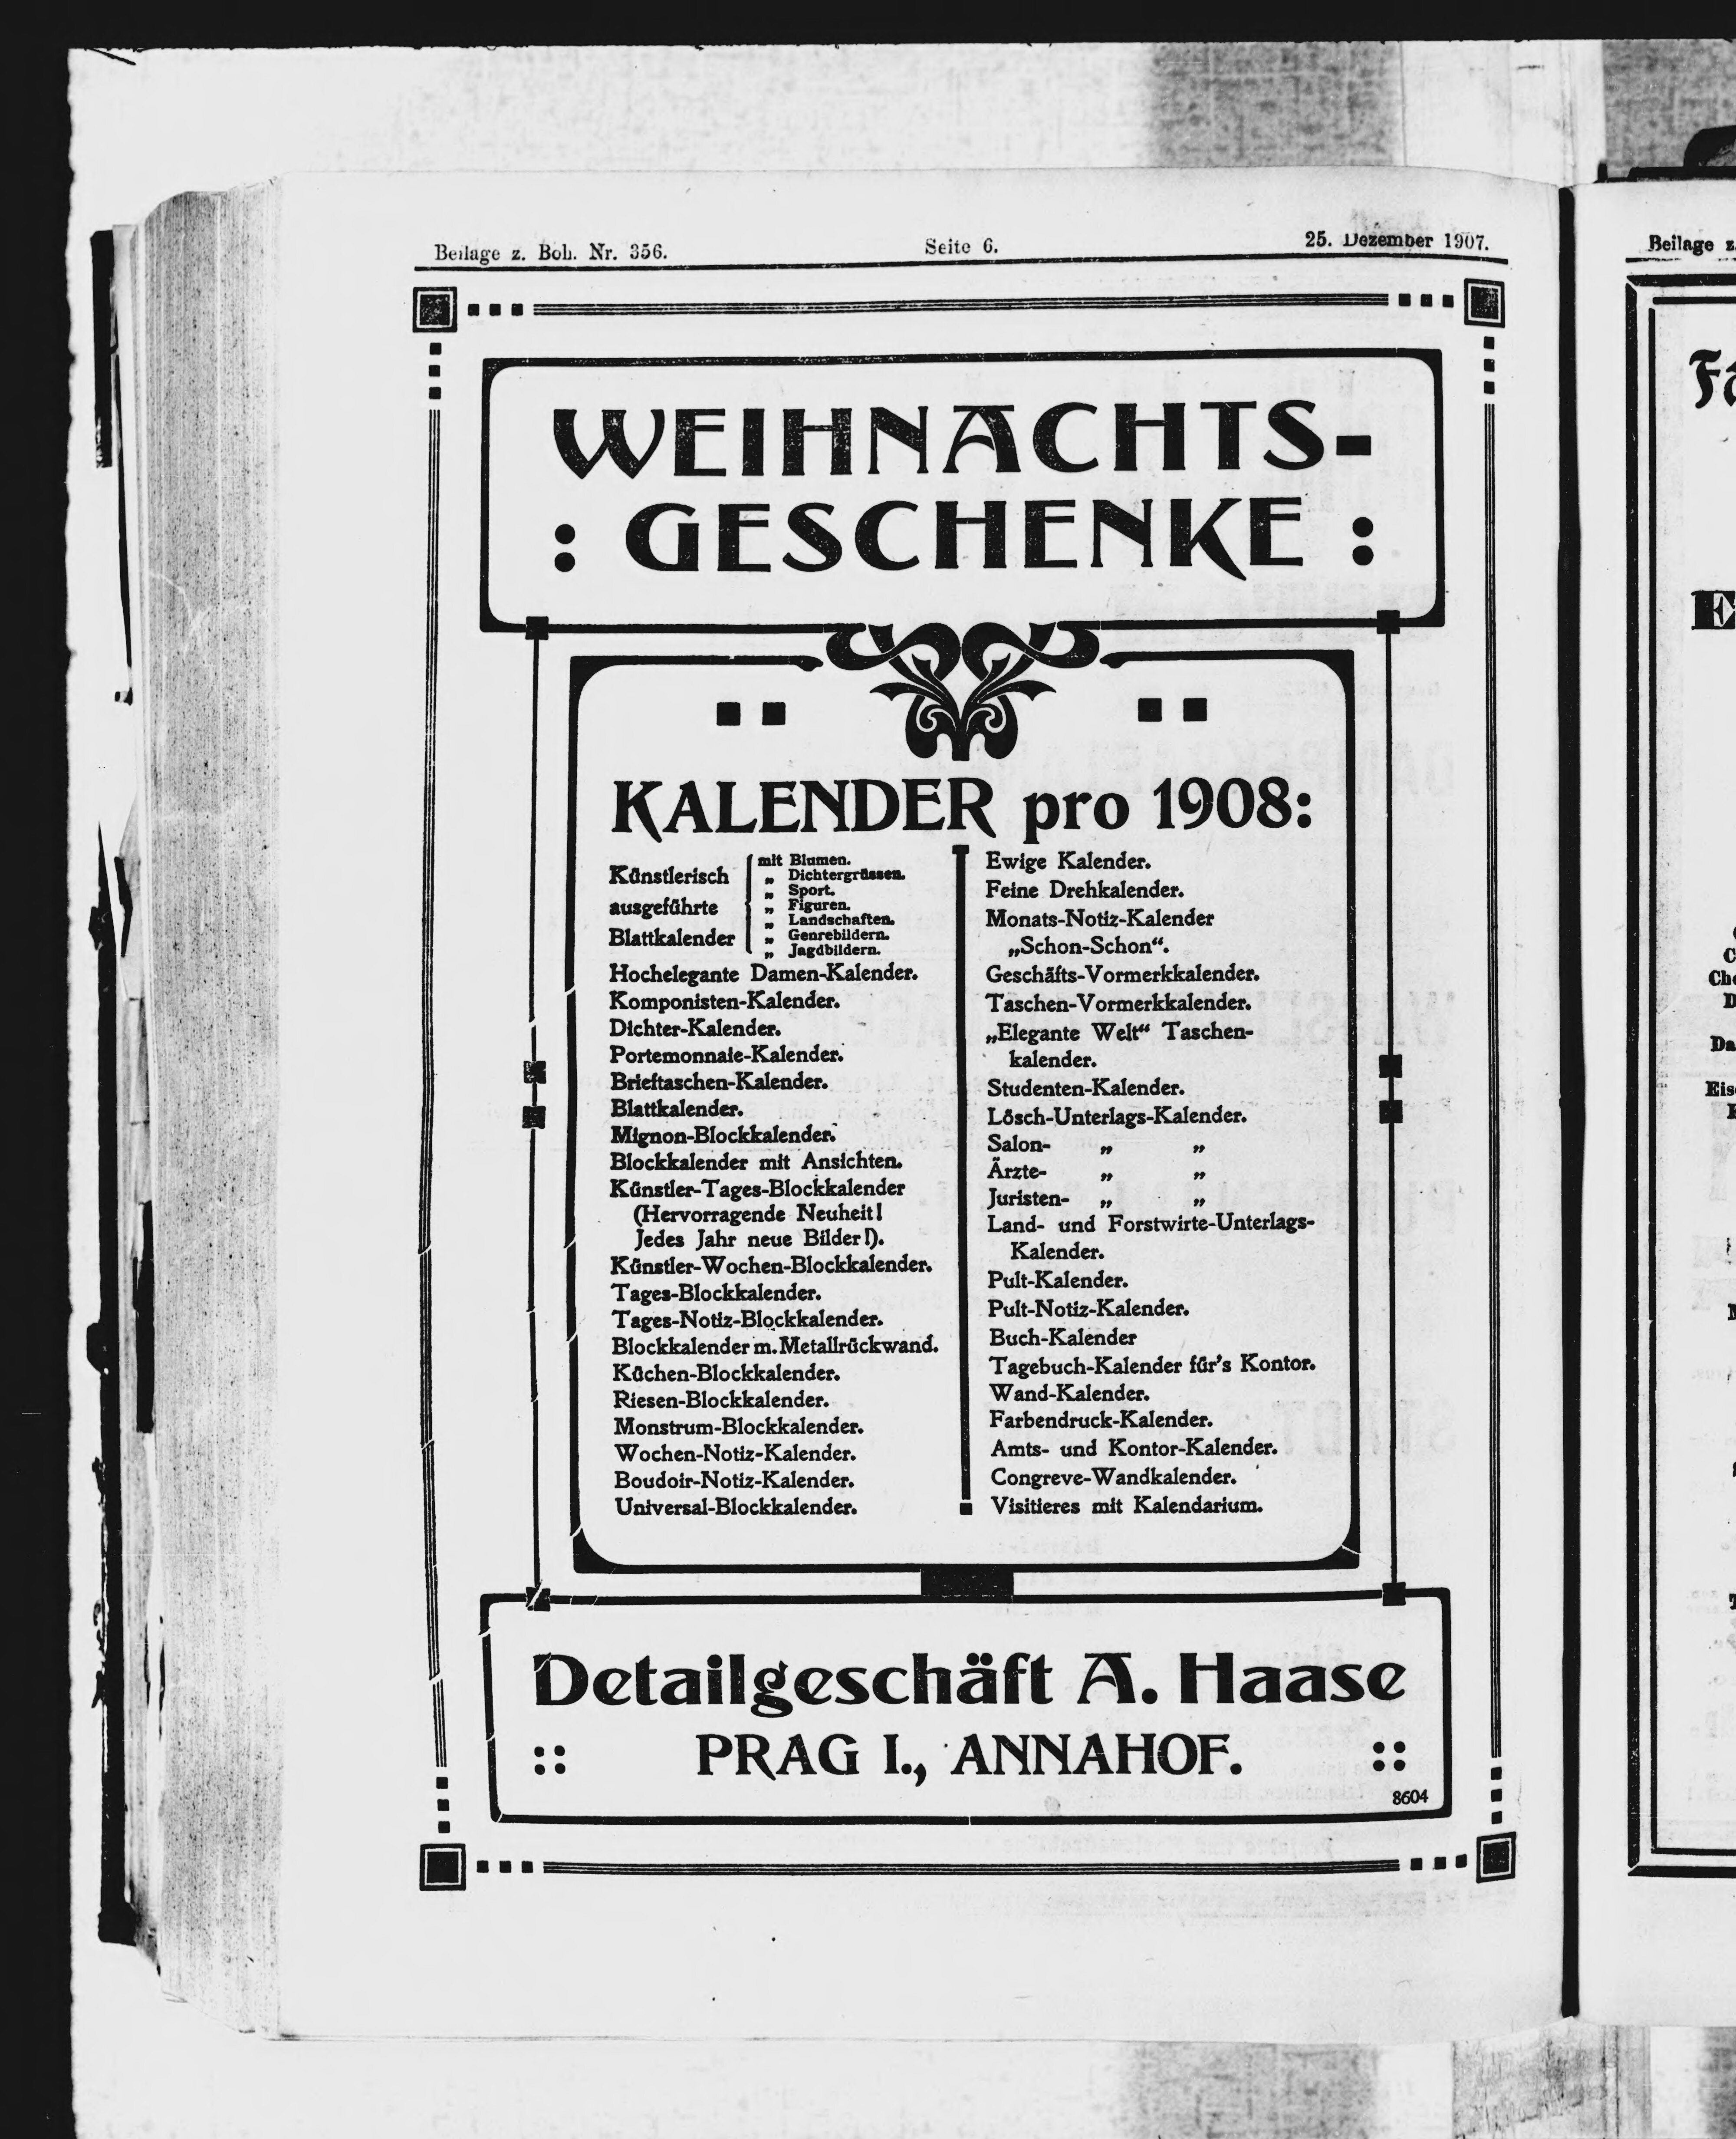 Beilage z. Boh. Nr. 356.
Seite 6.
25. Dezember 1907.
WEIHNACHTS-
: GESCHENKE :
KALENDER pro 1908:
Künstlerisch
ausgeführte
Blattkalender
mit Blumen.
„ Dichtergrüssen.
„ Sport.
„ Figuren.
„ Landschaften.
„ Genrebildern.
„ Jagdbildern.
Hochelegante Damen-Kalender.
Komponisten-Kalender.
Dichter-Kalender.
Portemonnaie-Kalender.
Brieftaschen-Kalender.
Blattkalender.
Mignon-Blockkalender.
Blockkalender mit Ansichten.
Künstler-Tages-Blockkalender
(Hervorragende Neuheit!
Jedes Jahr neue Bilder!).
Künstler-Wochen-Blockkalender.
Tages-Blockkalender.
Tages-Notiz-Blockkalender.
Blockkalender m. Metallrückwand.
Küchen-Blockkalender.
Riesen-Blockkalender.
Monstrum-Blockkalender.
Wochen-Notiz-Kalender.
Boudoir-Notiz-Kalender.
Universal-Blockkalender.
Ewige Kalender.
Feine Drehkalender.
Monats-Notiz-Kalender
„Schon-Schon“.
Geschäfts-Vormerkkalender.
Taschen-Vormerkkalender.
„Elegante Welt“ Taschen-
kalender.
Studenten-Kalender.
Lösch-Unterlags-Kalender.
Salon- „ „
Ärzte- „ „
Juristen- „ „
Land- und Forstwirte-Unterlags-
Kalender.
Pult-Kalender.
Pult-Notiz-Kalender.
Buch-Kalender
Tagebuch-Kalender für's Kontor.
Wand-Kalender.
Farbendruck-Kalender.
Amts- und Kontor-Kalender.
Congreve-Wandkalender.
Visitieres mit Kalendarium.
Detailgeschäft A. Haase
:: PRAG I., ANNAHOF. ::
8604
Beilage z.